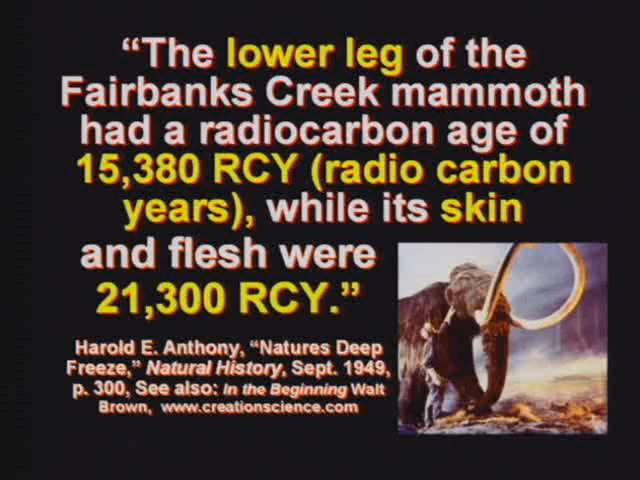 “The lower leg of the
Fairbanks Creek mammoth
had a radiocarbon age of
15,380 RCY (radio carbon
years), while its skin
and flesh were
21,300 RCY.”
Harold E. Anthony, “Natures Deep
Freeze,” Natural History, Sept. 1949,
p. 300, See also: In the Beginning Walt
Brown, www.creationscience.com